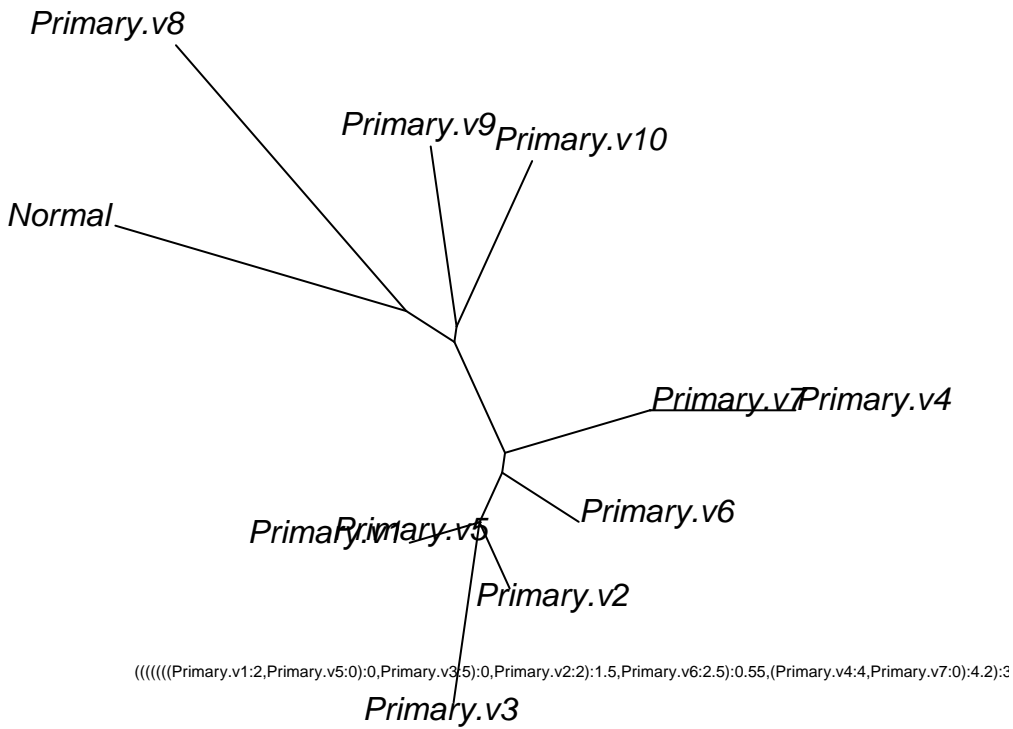 Primary.v8
Primary.v9
Primary.v10
Normal
Primary.v7
Primary.v4
Primary.v6
Primary.v1
Primary.v5
Primary.v2
(((((((Primary.v1:2,Primary.v5:0):0,Primary.v3:5):0,Primary.v2:2):1.5,Primary.v6:2.5):0.55,(Primary.v4:4,Primary.v7:0):4.2):3
Primary.v3